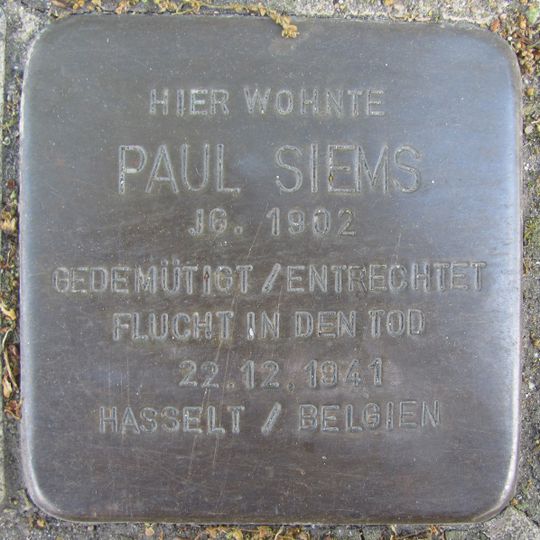 HIER WOHNTE
PAUL SIEMS
JG. 1902
GEDEMÜTIGT / ENTRECHTET
FLUCHT IN DEN TOD
22.12.1941
HASSELT / BELGIEN